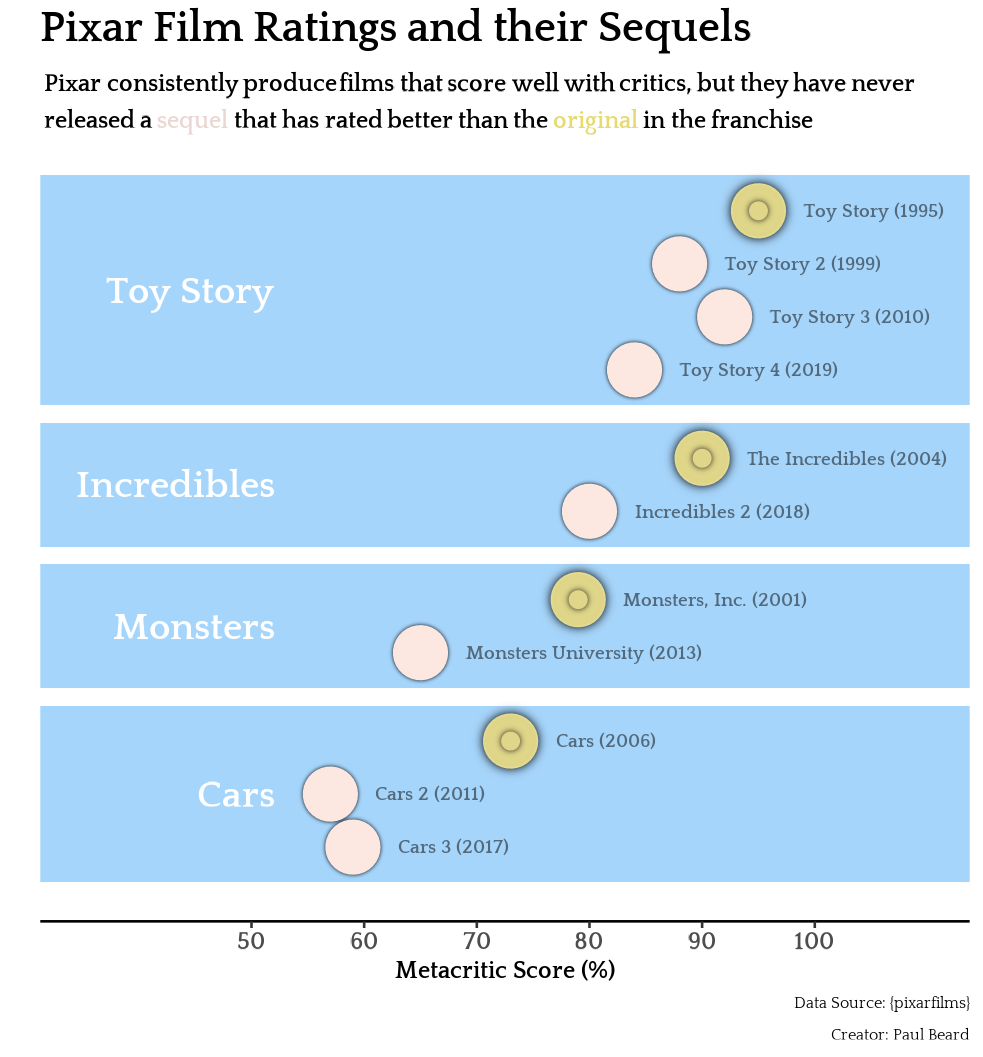 Pixar Film Ratings and their Sequels
Pixar consistently produce films that score well with critics, but they have never
released a sequel that has rated better than the original in the franchise
Toy Story
Toy Story (1995)
Toy Story 2 (1999)
Toy Story 3 (2010)
Toy Story 4 (2019)
Incredibles
The Incredibles (2004)
Incredibles 2 (2018)
Monsters
Monsters, Inc. (2001)
Monsters University (2013)
Cars
Cars (2006)
Cars 2 (2011)
Cars 3 (2017)
50 60 70 80 90 100
Metacritic Score (%)
Data Source: {pixarfilms}
Creator: Paul Beard